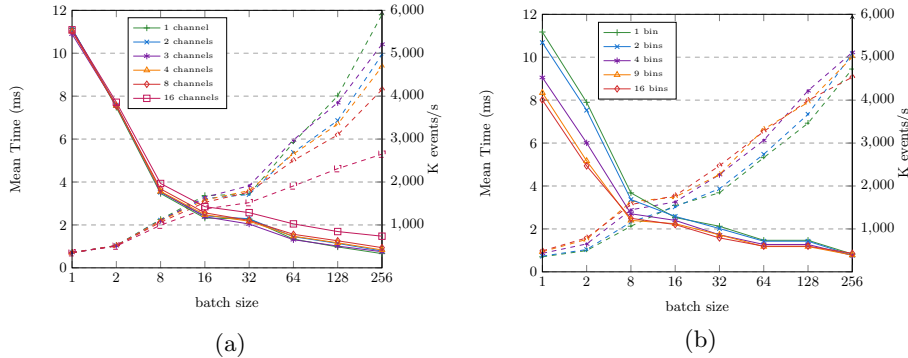 12
10
8
6
4
2
0
Mean Time (ms)
6,000
5,000
4,000
3,000
2,000
1,000
K events/s
1 channel
2 channels
3 channels
4 channels
8 channels
16 channels
1 2 8 16 32 64 128 256
batch size
(a)
12
10
8
6
4
2
0
Mean Time (ms)
6,000
5,000
4,000
3,000
2,000
1,000
K events/s
1 bin
2 bins
4 bins
9 bins
16 bins
1 2 8 16 32 64 128 256
batch size
(b)